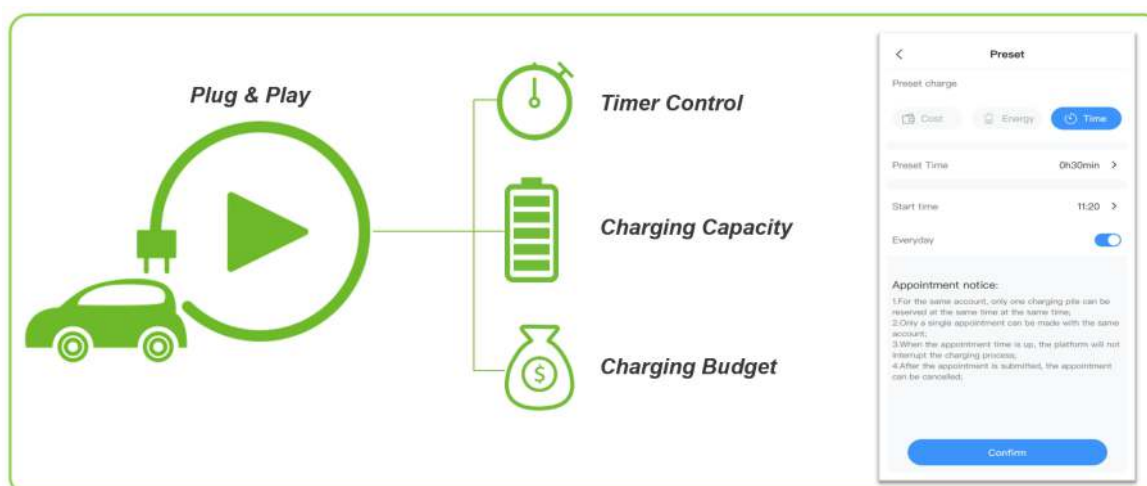 Plug & Play
Timer Control
Charging Capacity
$
Charging Budget
Preset
Preset charge
Cost
Energy
Time
Preset Time
0h30min >
Start time
11:20 >
Everyday
Appointment notice:
1.For the same account, only one charging pile can be
reserved at the same time at the same time;
2.Only a single appointment can be made with the same
account;
3.When the appointment time is up, the platform will not
interrupt the charging process;
4.After the appointment is submitted, the appointment
can be cancelled;
Confirm